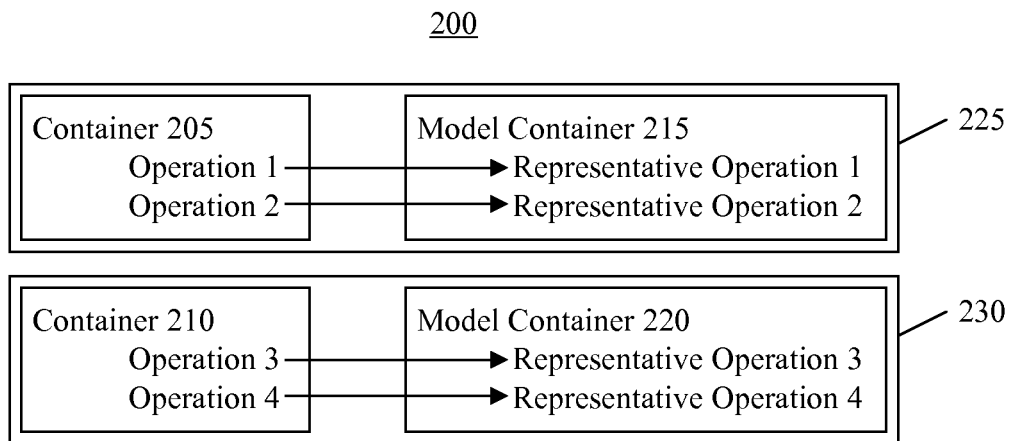 200
Container 205
Operation 1
Operation 2
Model Container 215
Representative Operation 1
Representative Operation 2
225
Container 210
Operation 3
Operation 4
Model Container 220
Representative Operation 3
Representative Operation 4
230